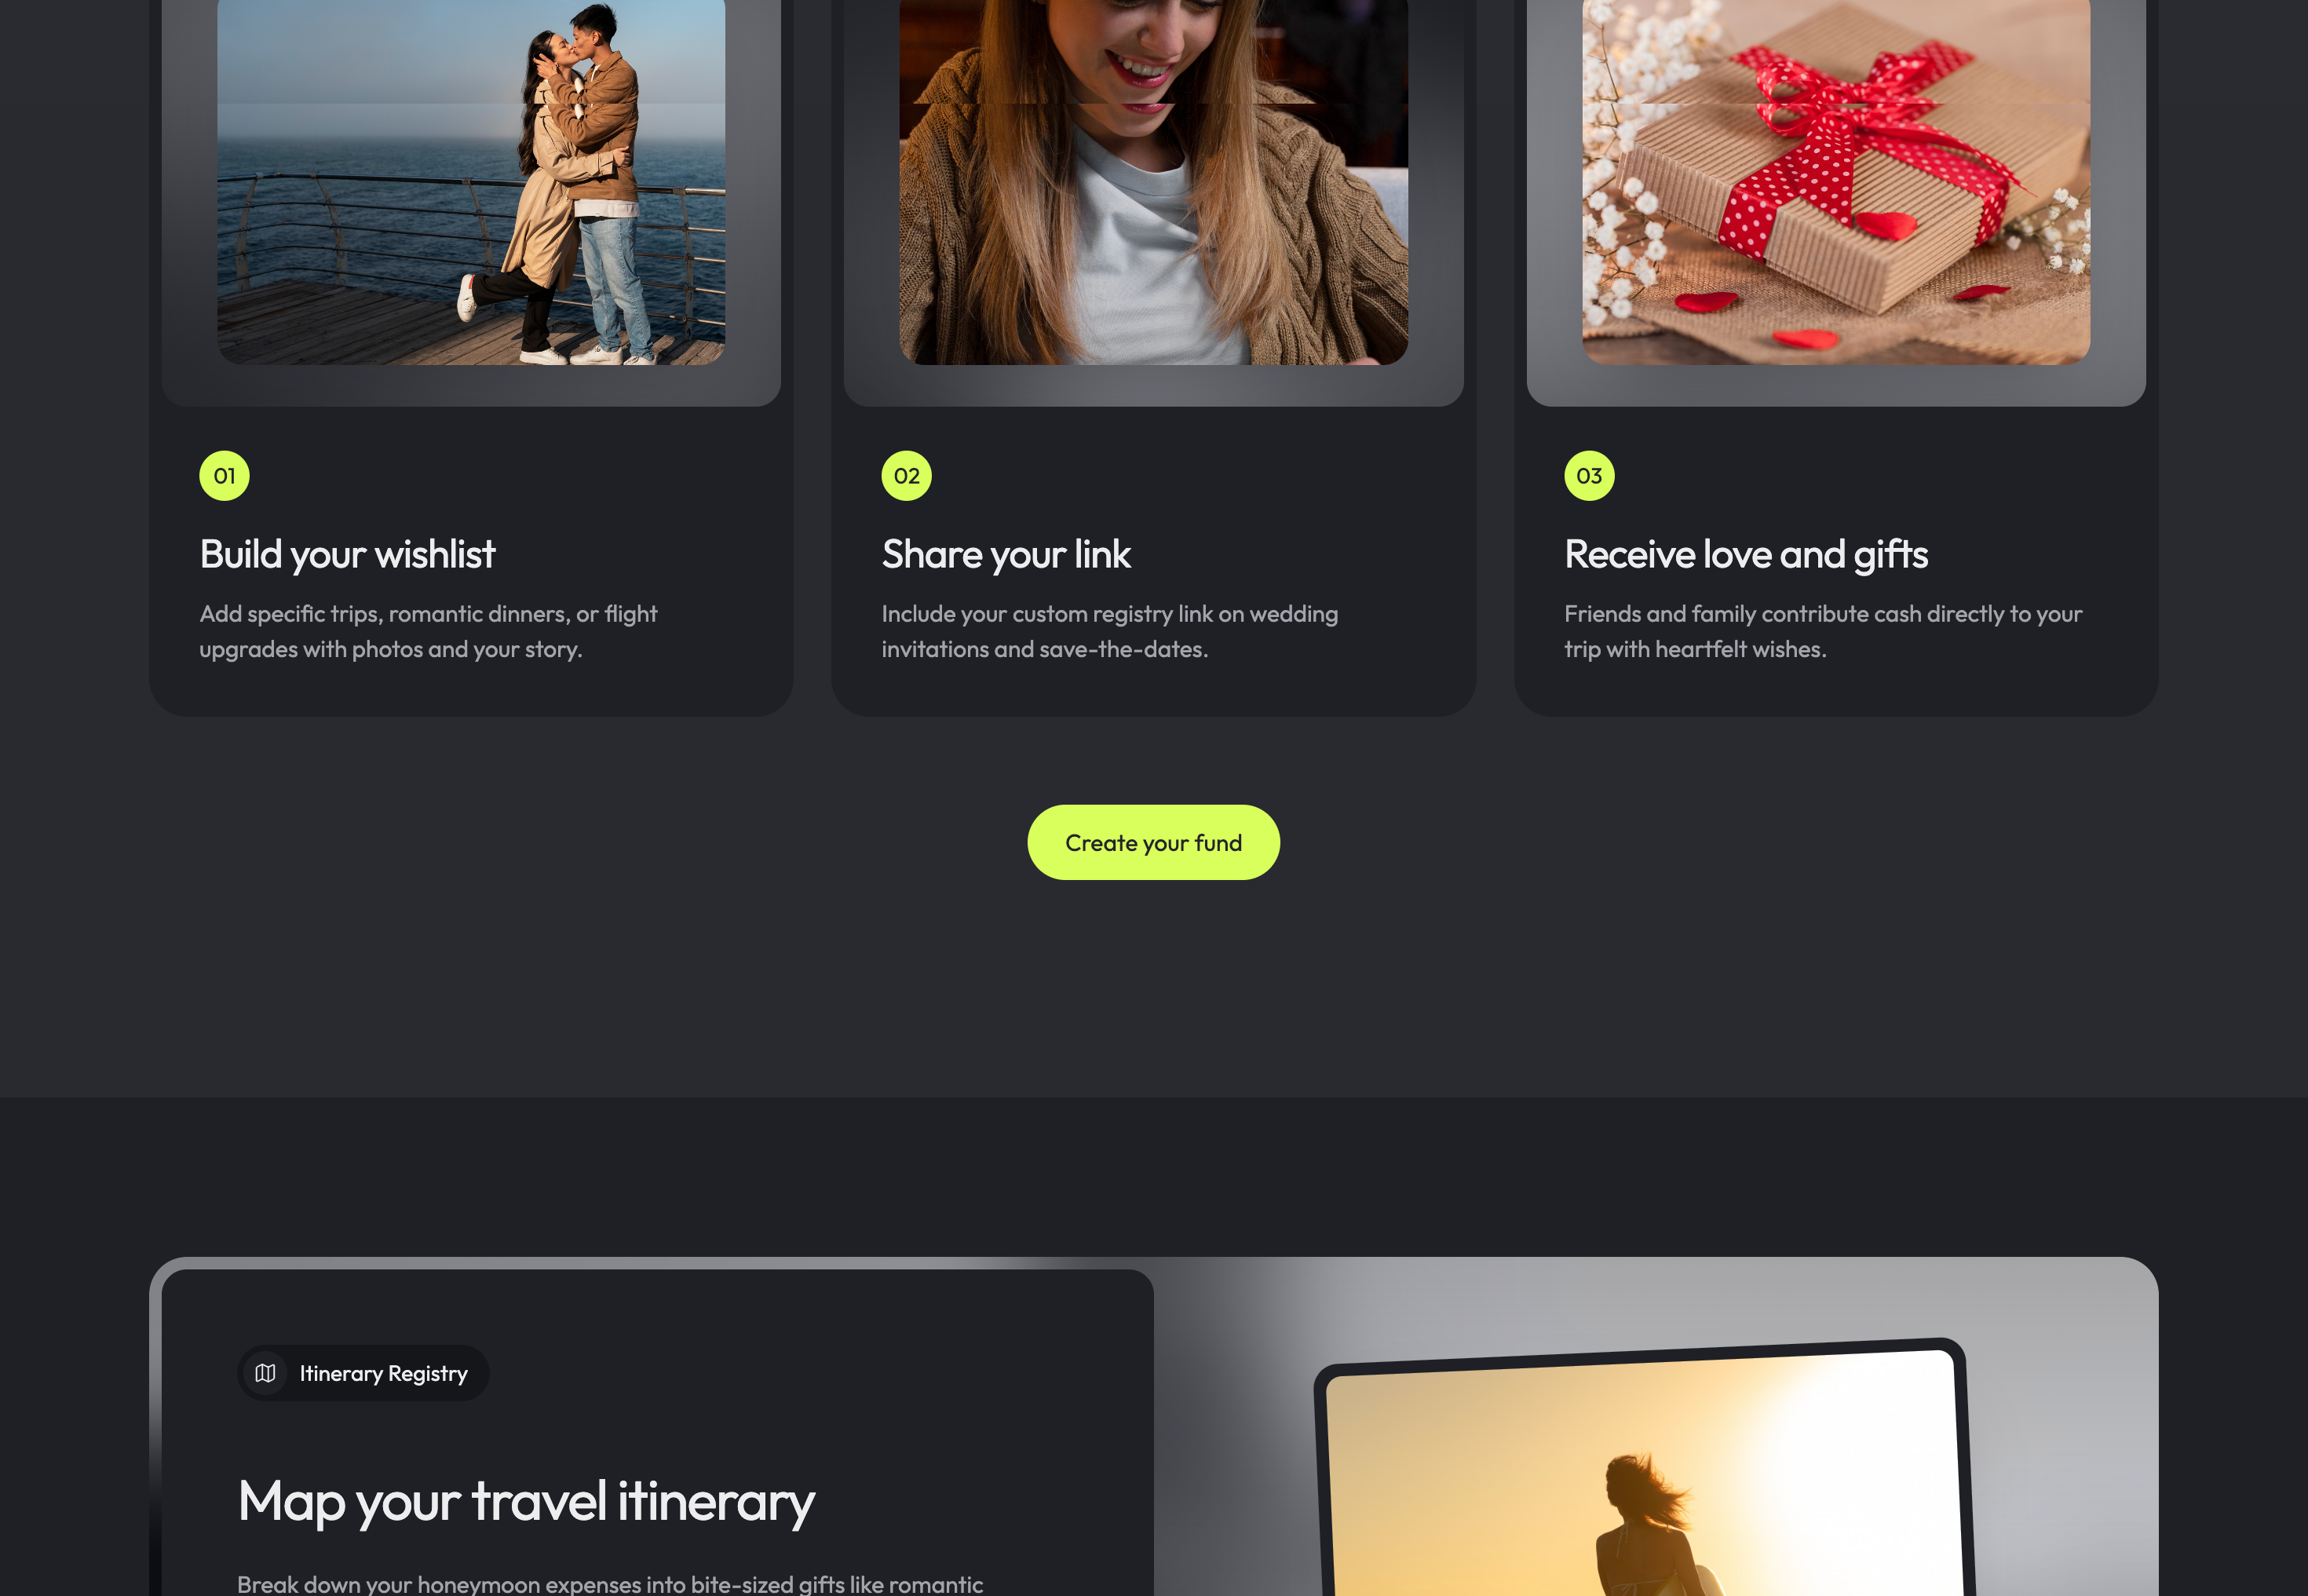 01
Build your wishlist
Add specific trips, romantic dinners, or flight
upgrades with photos and your story.
02
Share your link
Include your custom registry link on wedding
invitations and save-the-dates.
03
Receive love and gifts
Friends and family contribute cash directly to your
trip with heartfelt wishes.
Create your fund
Itinerary Registry
Map your travel itinerary
Break down your honeymoon expenses into bite-sized gifts like romantic